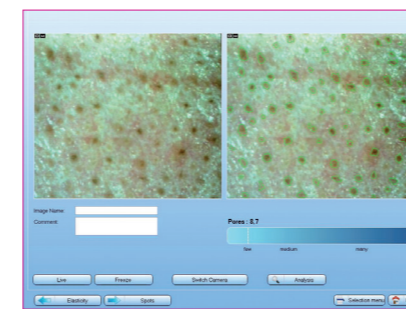 Image Name:
Comment:
Pores : 8.7
few medium many
Live Freeze Switch Camera Analysis
Elasticity Spots Selection menu